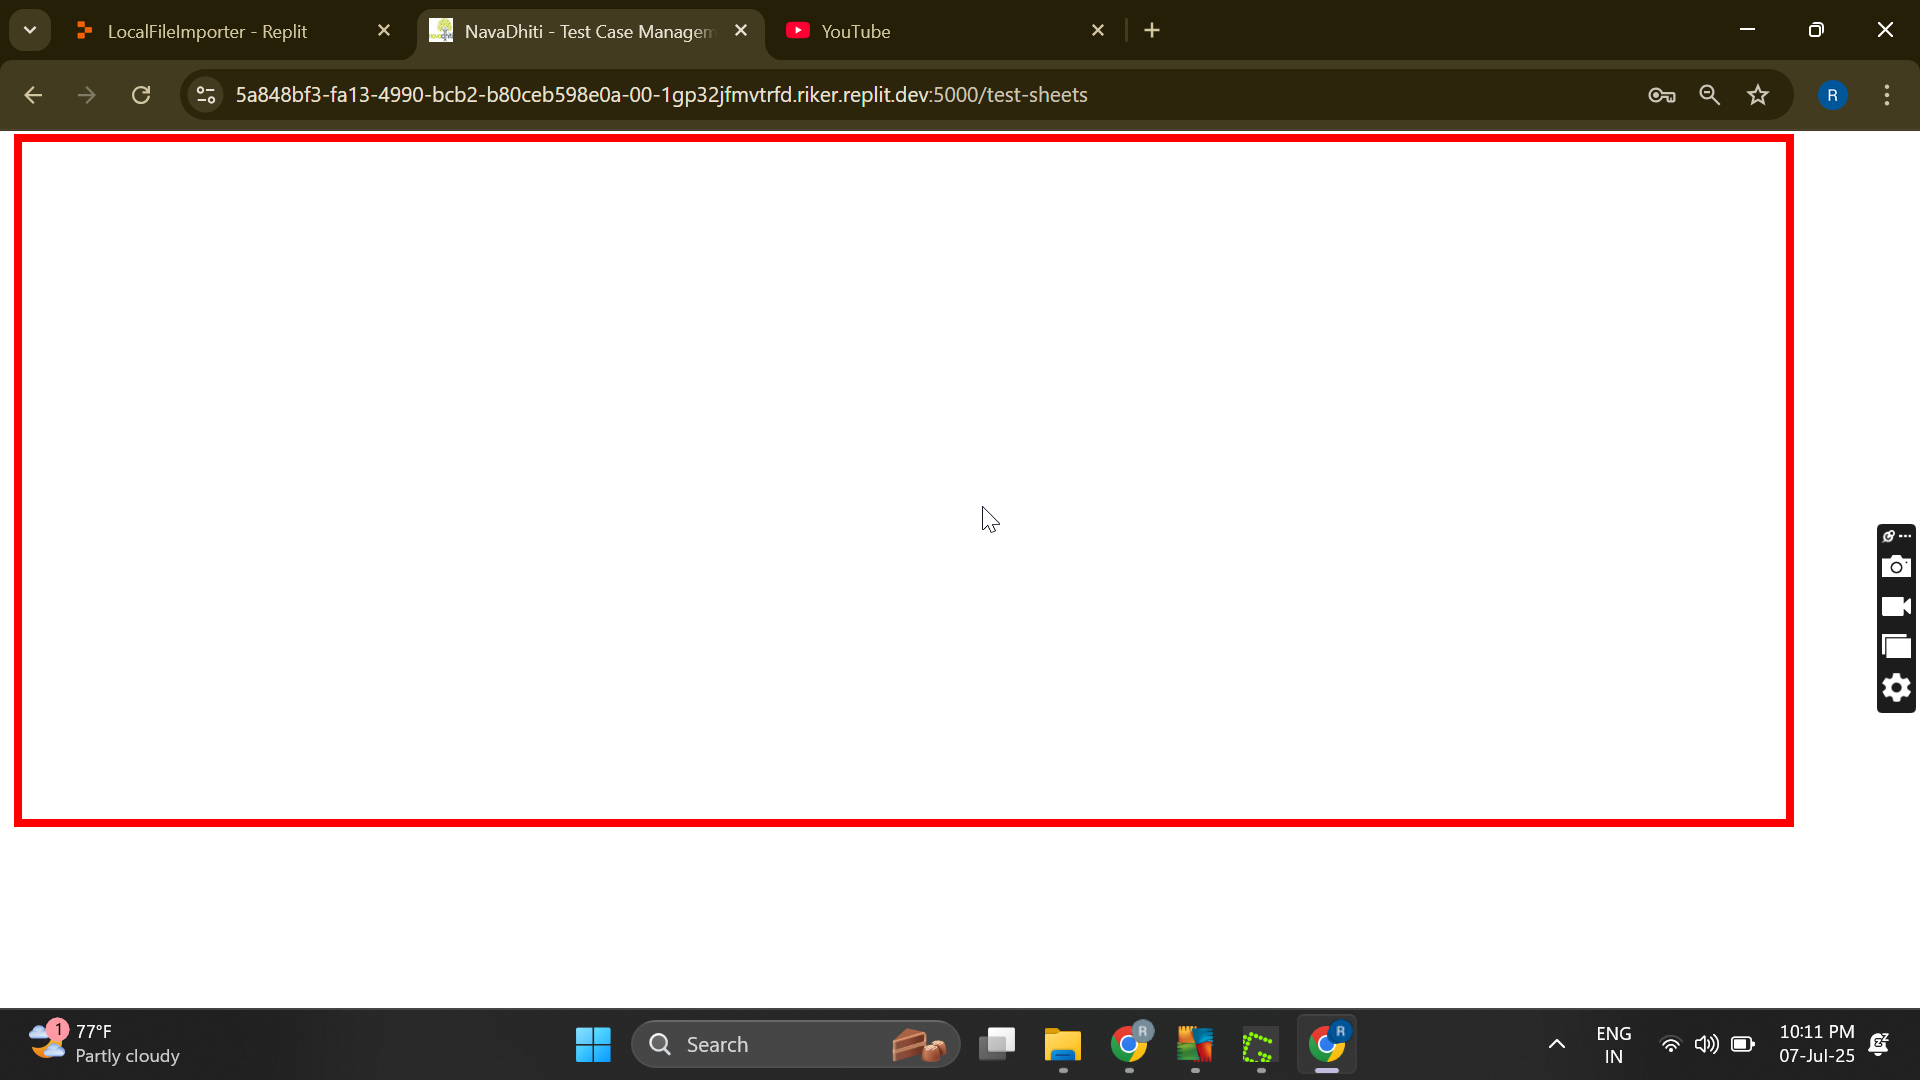 LocalFileImporter - Replit
NavaDhiti - Test Case Managem
YouTube
5a848bf3-fa13-4990-bcb2-b80ceb598e0a-00-1gp32jfmvtrfd.riker.replit.dev:5000/test-sheets
R
1
77°F
Partly cloudy
Search
R
R
ENG
IN
10:11 PM
07-Jul-25